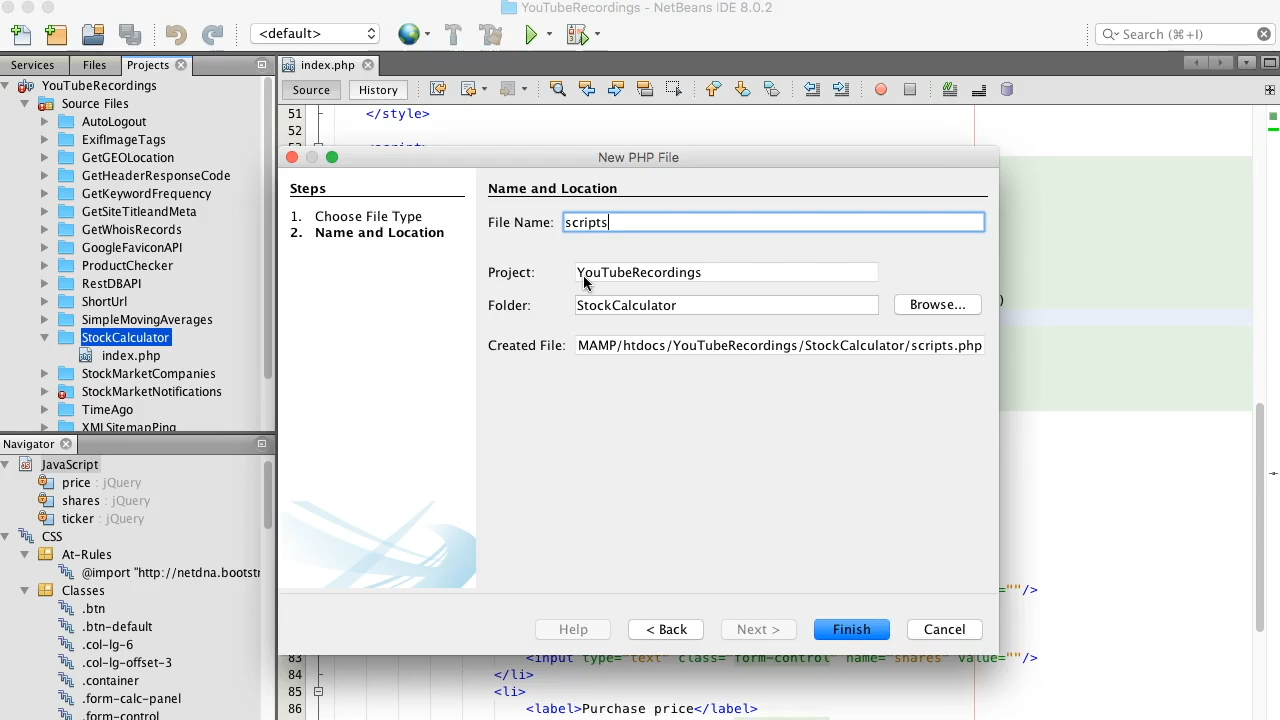 YouTubeRecordings - NetBeans IDE 8.0.2
<default>
Search (⌘+I)
Services
Files
Projects
index.php
Source
History
YouTubeRecordings
Source Files
AutoLogout
ExifImageTags
GetGEOLocation
GetHeaderResponseCode
GetKeywordFrequency
GetSiteTitleandMeta
GetWhoisRecords
GoogleFaviconAPI
ProductChecker
RestDBAPI
ShortUrl
SimpleMovingAverages
StockCalculator
index.php
StockMarketCompanies
StockMarketNotifications
TimeAgo
XMLSitemapPing
Navigator
JavaScript
price : jQuery
shares : jQuery
ticker : jQuery
CSS
At-Rules
@import "http://netdna.bootstr
Classes
.btn
.btn-default
.col-lg-6
.col-lg-offset-3
.container
.form-calc-panel
.form-control
51 </style>
52
New PHP File
Steps
1. Choose File Type
2. Name and Location
Name and Location
File Name: scripts
Project: YouTubeRecordings
Folder: StockCalculator
Browse...
Created File: MAMP/htdocs/YouTubeRecordings/StockCalculator/scripts.php
Help
< Back
Next >
Finish
Cancel
)
=""/>
83 <input type="text" class="form-control" name="shares" value=""/>
84 </li>
85 <li>
86 <label>Purchase price</label>